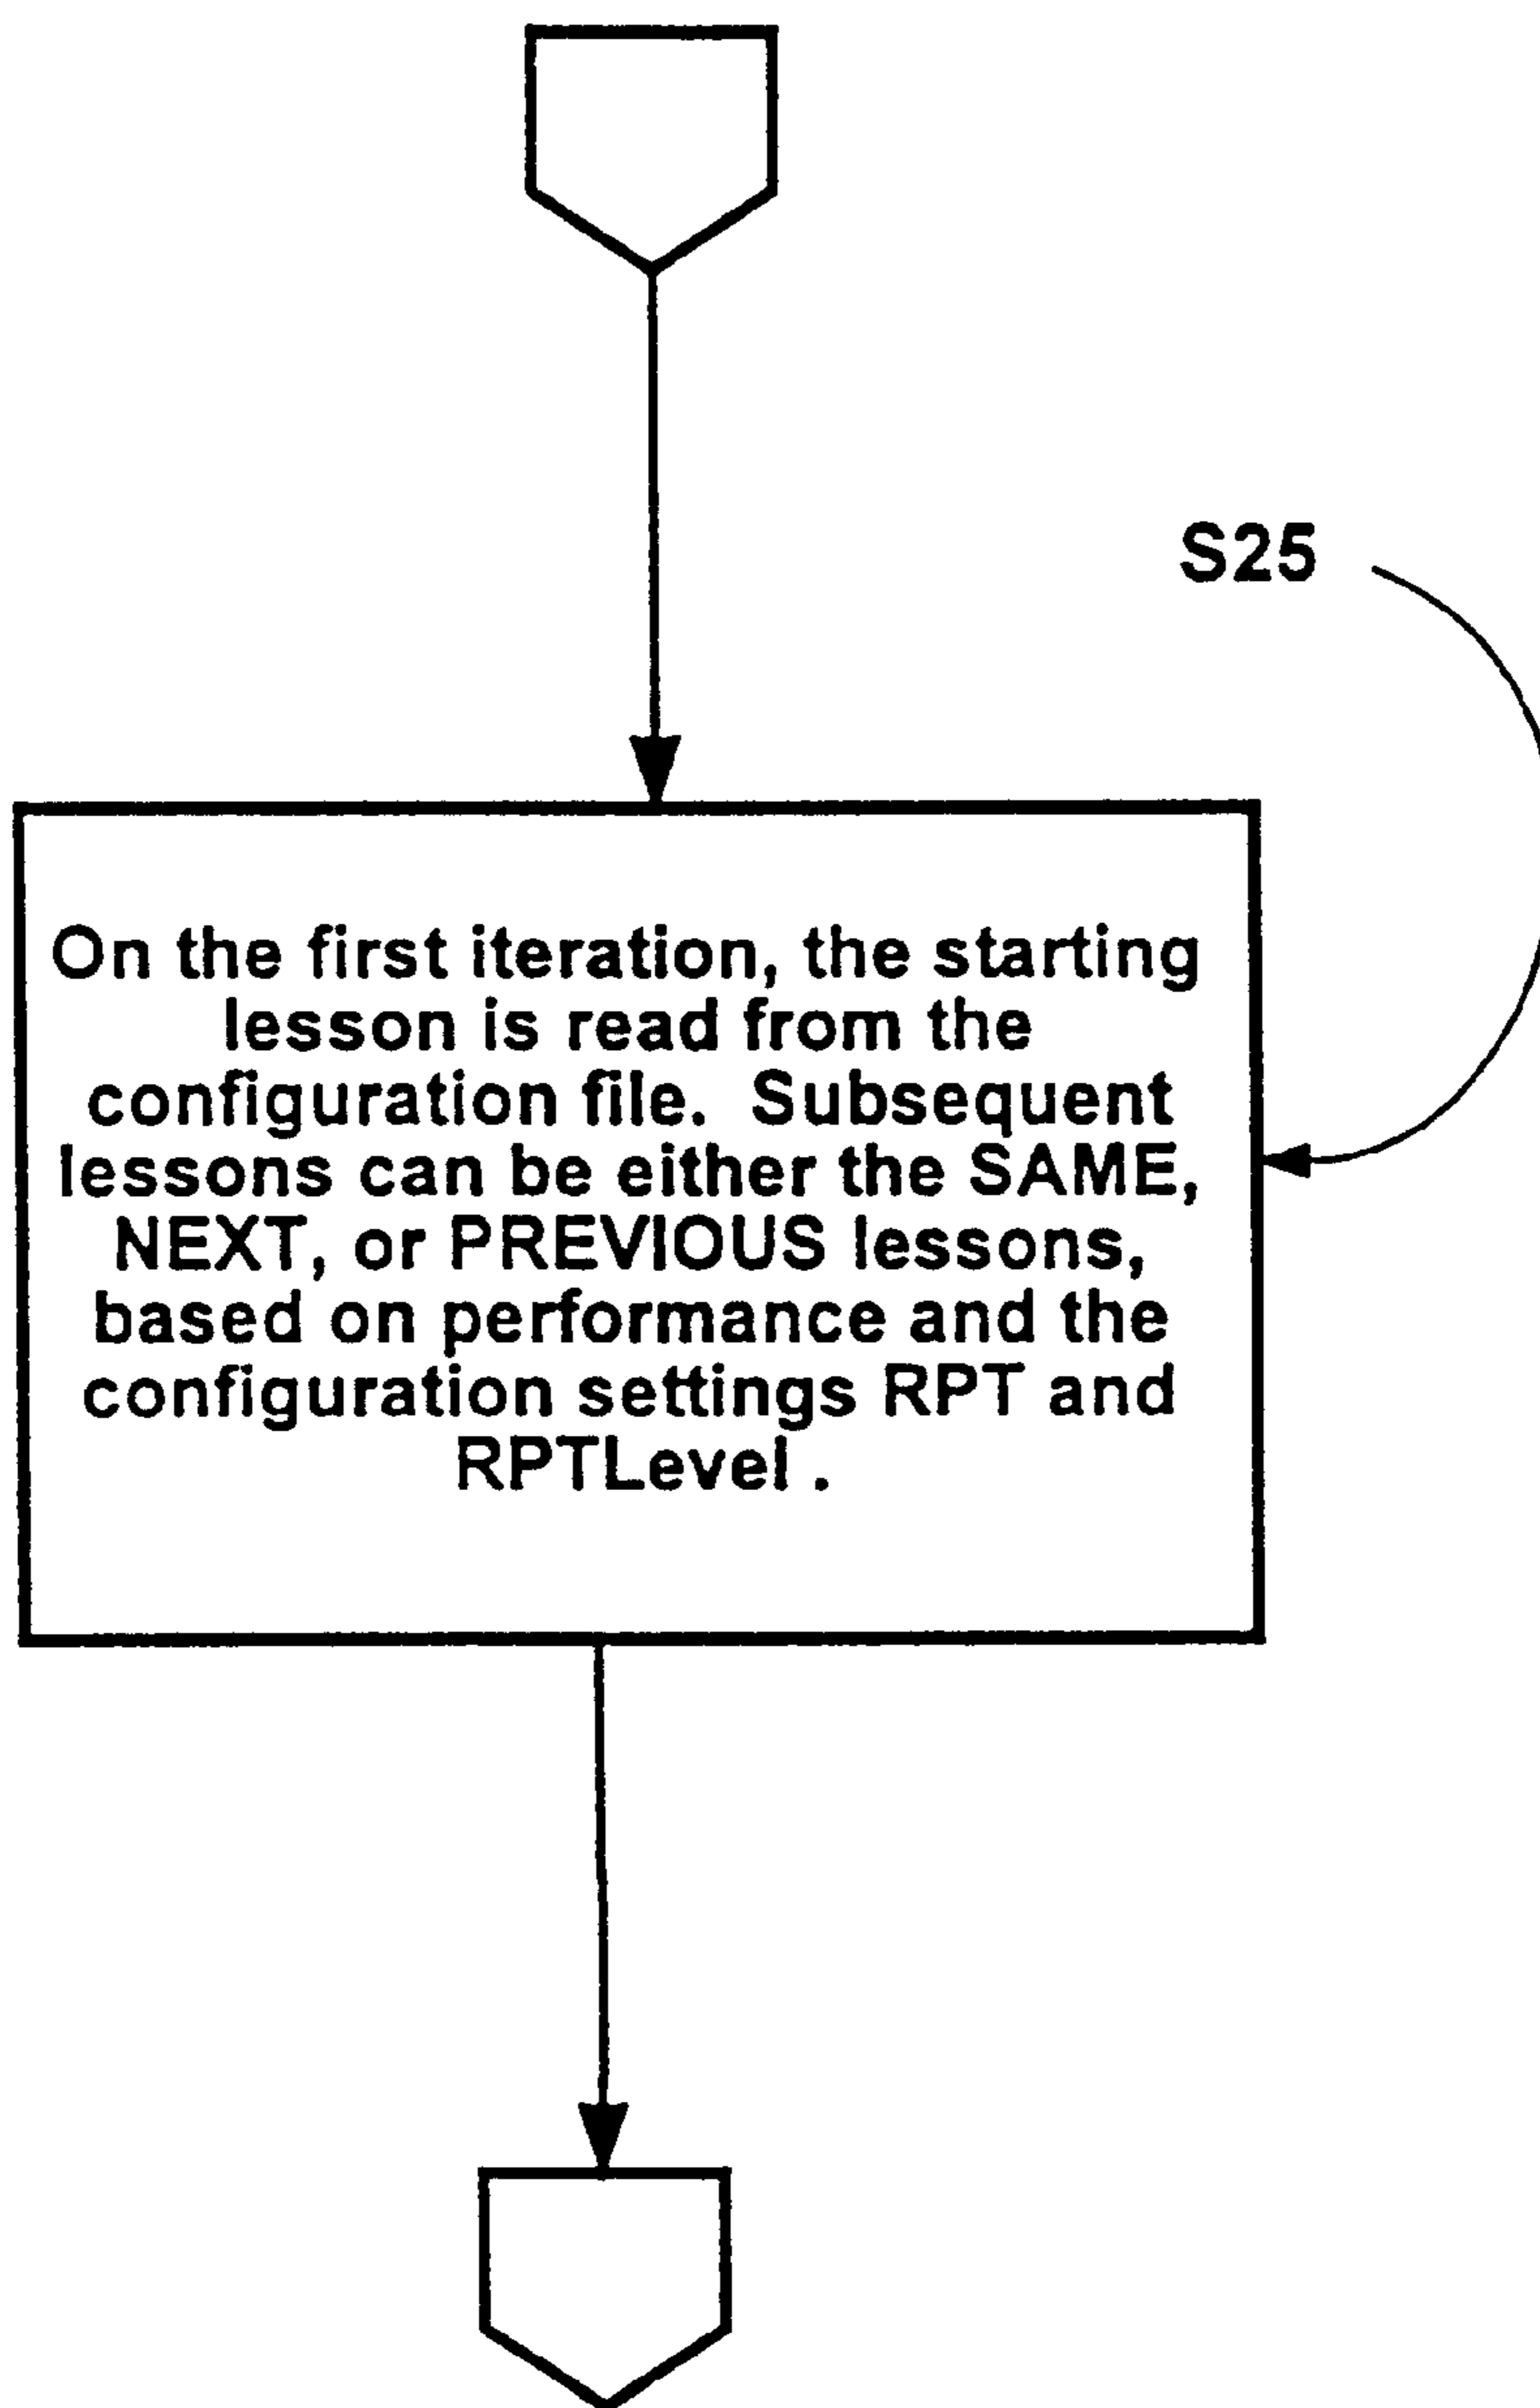 S25
On the first iteration, the starting
lesson is read from the
configuration file. Subsequent
lessons can be either the SAME,
NEXT, or PREVIOUS lessons,
based on performance and the
configuration settings RPT and
RPTLevel .